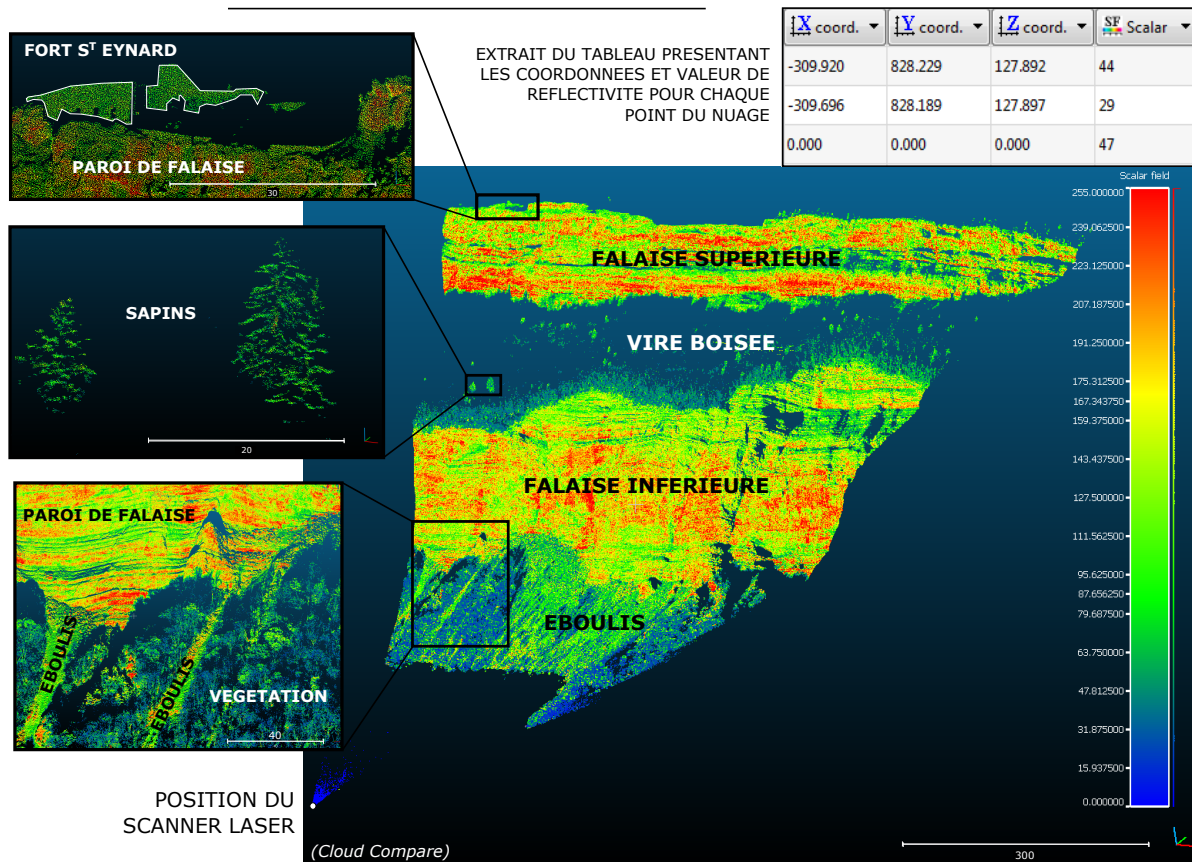 EXTRAIT DU TABLEAU PRESENTANT
LES COORDONNEES ET VALEUR DE
REFLECTIVITE POUR CHAQUE
POINT DU NUAGE
X coord. Y coord. Z coord. SF Scalar
-309.920 828.229 127.892 44
-309.696 828.189 127.897 29
0.000 0.000 0.000 47
FORT Sᵀ EYNARD
PAROI DE FALAISE
30
SAPINS
20
PAROI DE FALAISE
EBOULIS
EBOULIS
VEGETATION
40
POSITION DU
SCANNER LASER
FALAISE SUPERIEURE
VIRE BOISEE
FALAISE INFERIEURE
EBOULIS
(Cloud Compare)
300
Scalar field
255.000000
239.062500
223.125000
207.187500
191.250000
175.312500
167.343750
159.375000
143.437500
127.500000
111.562500
95.625000
87.656250
79.687500
63.750000
47.812500
31.875000
15.937500
0.000000